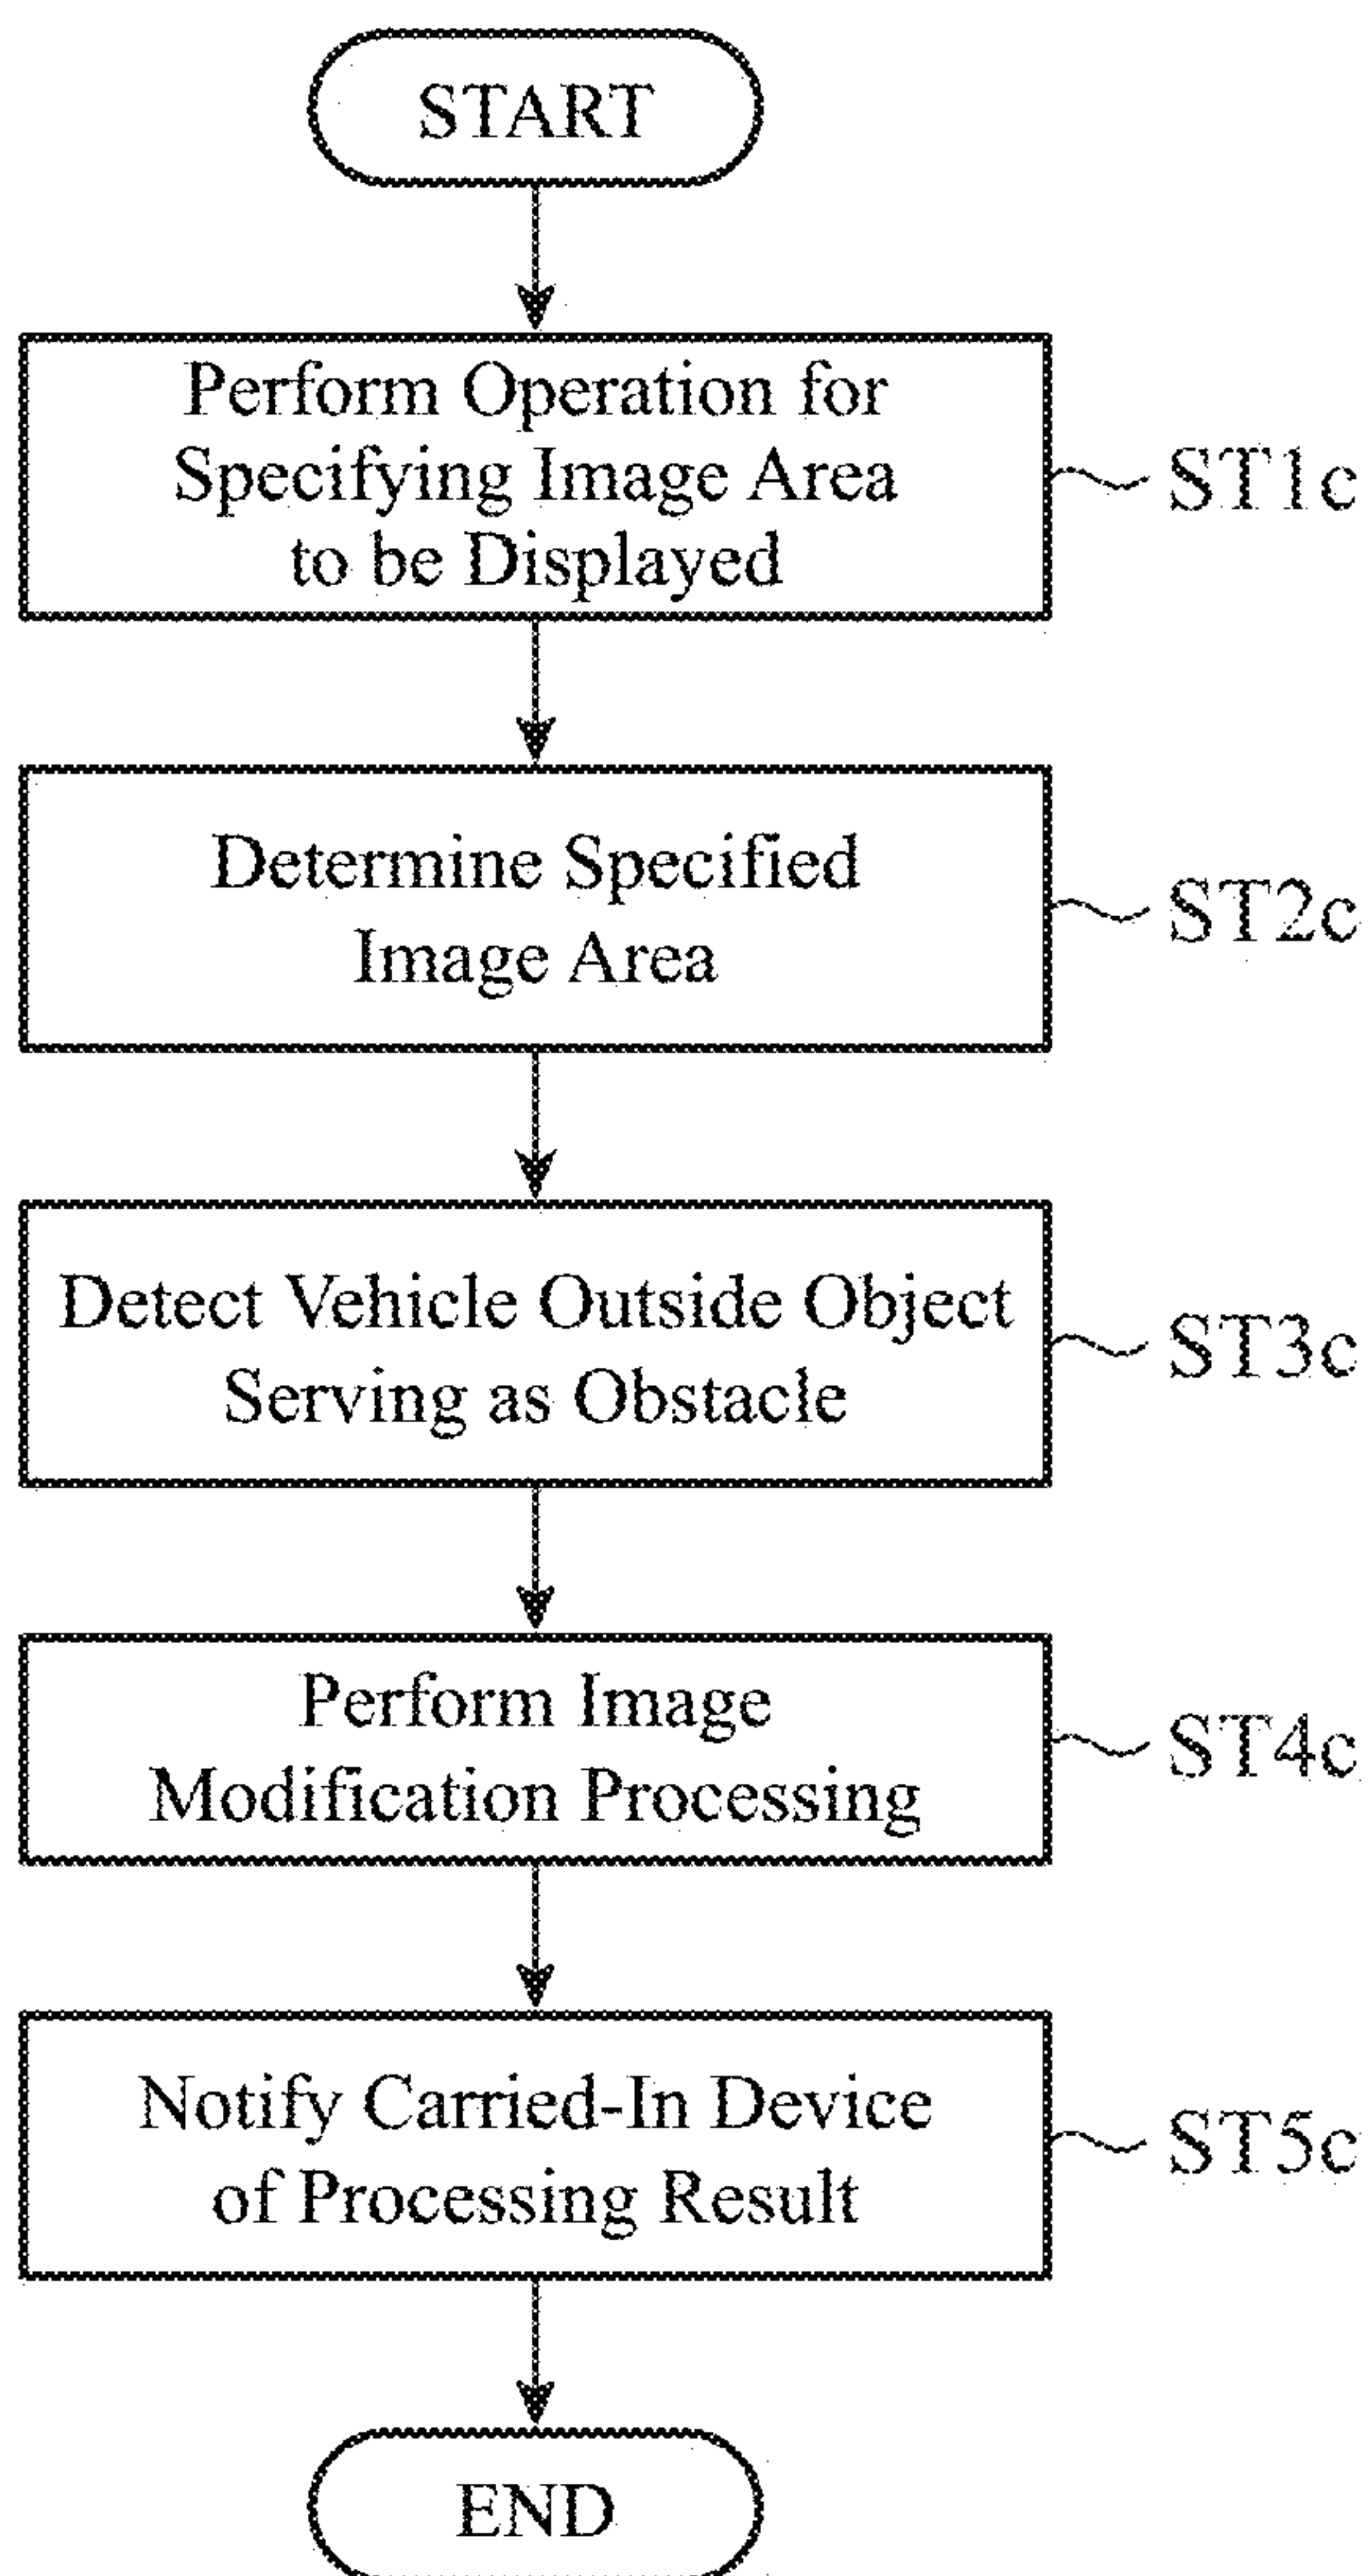 START
Perform Operation for
Specifying Image Area
to be Displayed
ST1c
Determine Specified
Image Area
ST2c
Detect Vehicle Outside Object
Serving as Obstacle
ST3c
Perform Image
Modification Processing
ST4c
Notify Carried-In Device
of Processing Result
ST5c
END